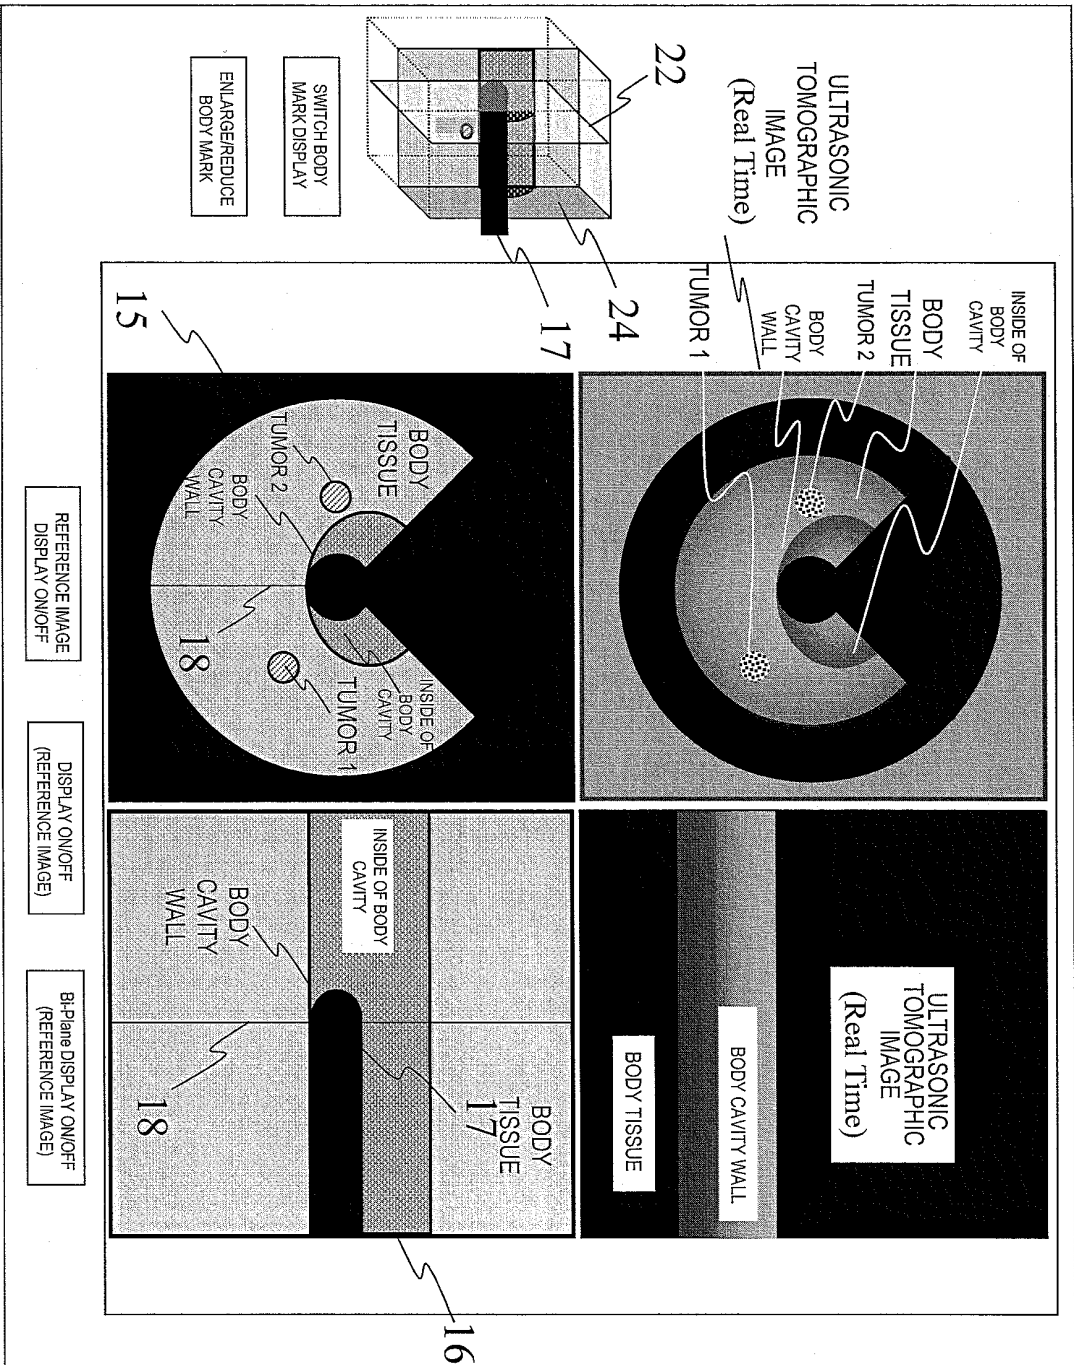 ULTRASONIC
TOMOGRAPHIC
IMAGE
(Real Time)
22
24
17
SWITCH BODY
MARK DISPLAY
ENLARGE/REDUCE
BODY MARK
INSIDE OF
BODY
CAVITY
BODY
TISSUE
TUMOR 2
BODY
CAVITY
WALL
TUMOR 1
ULTRASONIC
TOMOGRAPHIC
IMAGE
(Real Time)
BODY CAVITY WALL
BODY TISSUE
15
BODY
TISSUE
TUMOR 2
BODY
CAVITY
WALL
INSIDE OF
BODY
CAVITY
TUMOR 1
18
BODY
TISSUE
17
INSIDE OF BODY
CAVITY
BODY
CAVITY
WALL
18
16
REFERENCE IMAGE
DISPLAY ON/OFF
DISPLAY ON/OFF
(REFERENCE IMAGE)
Bi-Plane DISPLAY ON/OFF
(REFERENCE IMAGE)